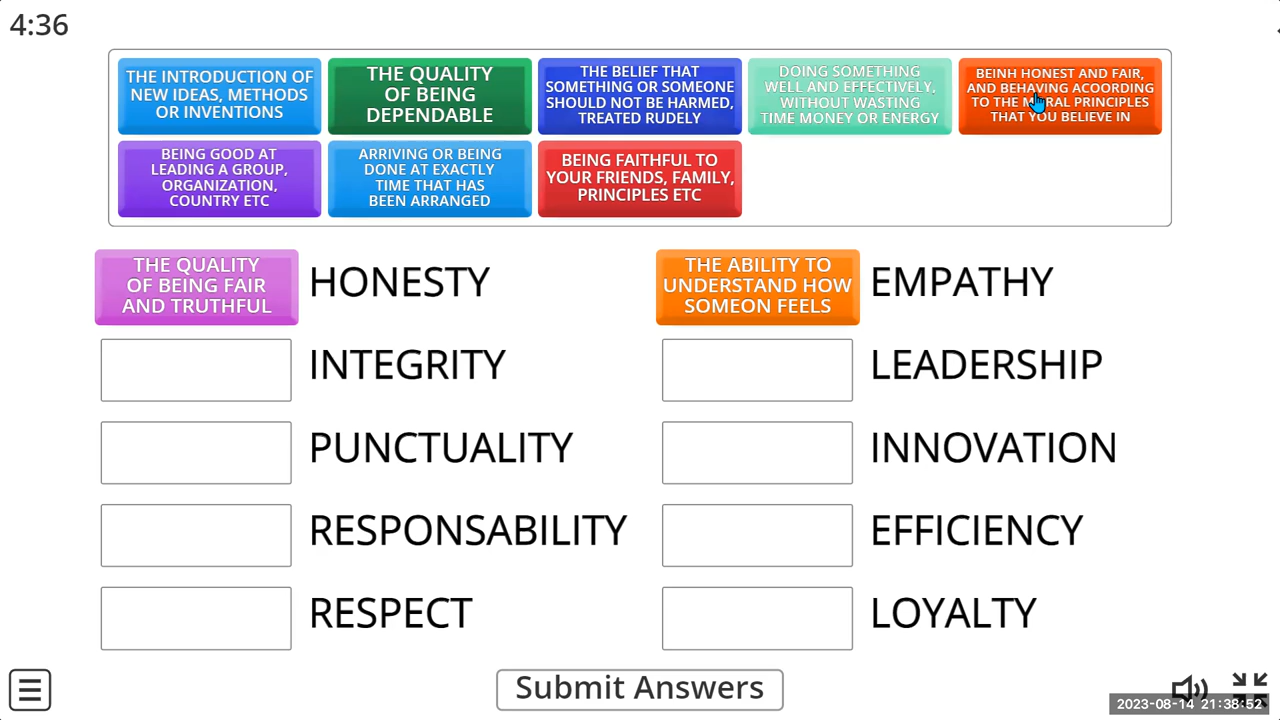 4:36
THE INTRODUCTION OF
NEW IDEAS, METHODS
OR INVENTIONS
THE QUALITY
OF BEING
DEPENDABLE
THE BELIEF THAT
SOMETHING OR SOMEONE
SHOULD NOT BE HARMED,
TREATED RUDELY
DOING SOMETHING
WELL AND EFFECTIVELY,
WITHOUT WASTING
TIME MONEY OR ENERGY
BEINH HONEST AND FAIR,
AND BEHAVING ACOORDING
TO THE MORAL PRINCIPLES
THAT YOU BELIEVE IN
BEING GOOD AT
LEADING A GROUP,
ORGANIZATION,
COUNTRY ETC
ARRIVING OR BEING
DONE AT EXACTLY
TIME THAT HAS
BEEN ARRANGED
BEING FAITHFUL TO
YOUR FRIENDS, FAMILY,
PRINCIPLES ETC
THE QUALITY
OF BEING FAIR
AND TRUTHFUL
HONESTY
THE ABILITY TO
UNDERSTAND HOW
SOMEON FEELS
EMPATHY
INTEGRITY
LEADERSHIP
PUNCTUALITY
INNOVATION
RESPONSABILITY
EFFICIENCY
RESPECT
LOYALTY
Submit Answers
2023-08-14 21:38:52